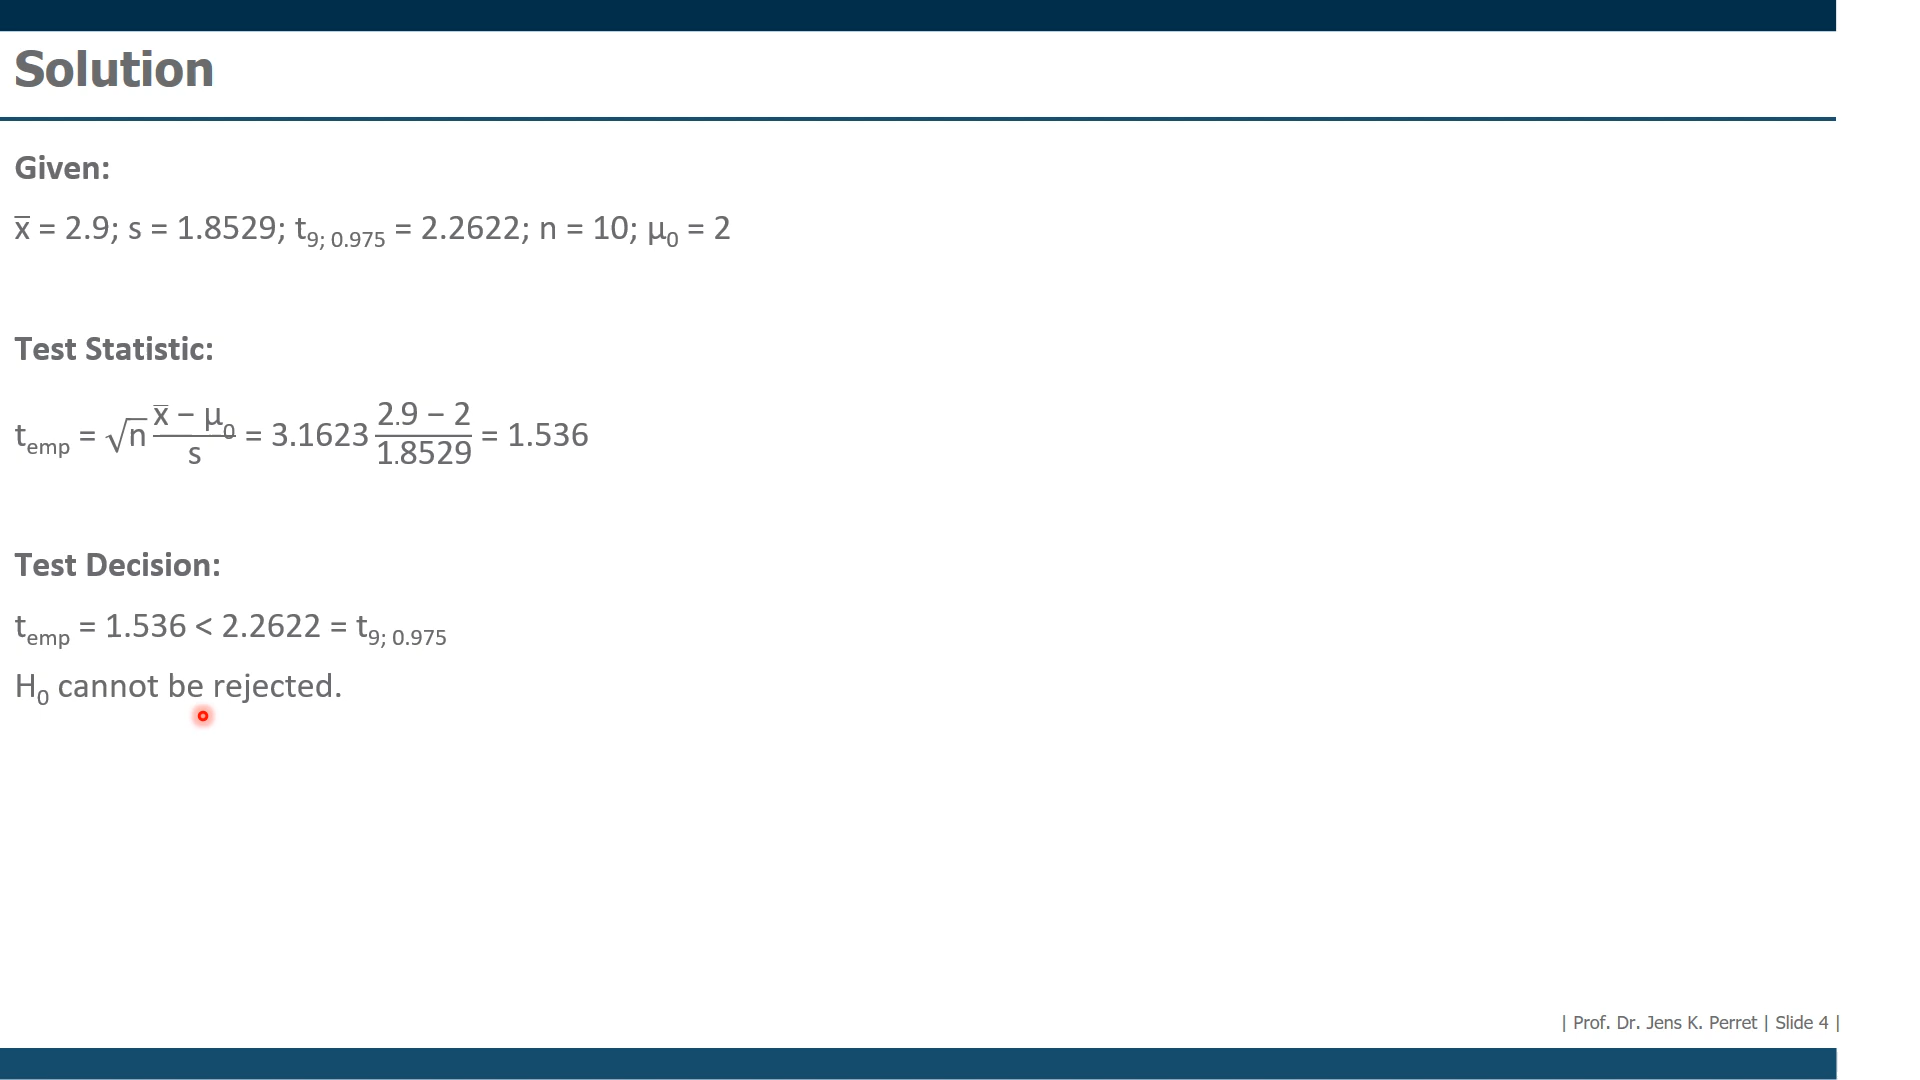 Solution
Given:
x̅ = 2.9; s = 1.8529; t₉; ₀.₉₇₅ = 2.2622; n = 10; μ₀ = 2
Test Statistic:
t_emp = √n (x̅ − μ₀)/s = 3.1623 (2.9 − 2)/1.8529 = 1.536
Test Decision:
t_emp = 1.536 < 2.2622 = t₉; ₀.₉₇₅
H₀ cannot be rejected.
| Prof. Dr. Jens K. Perret | Slide 4 |